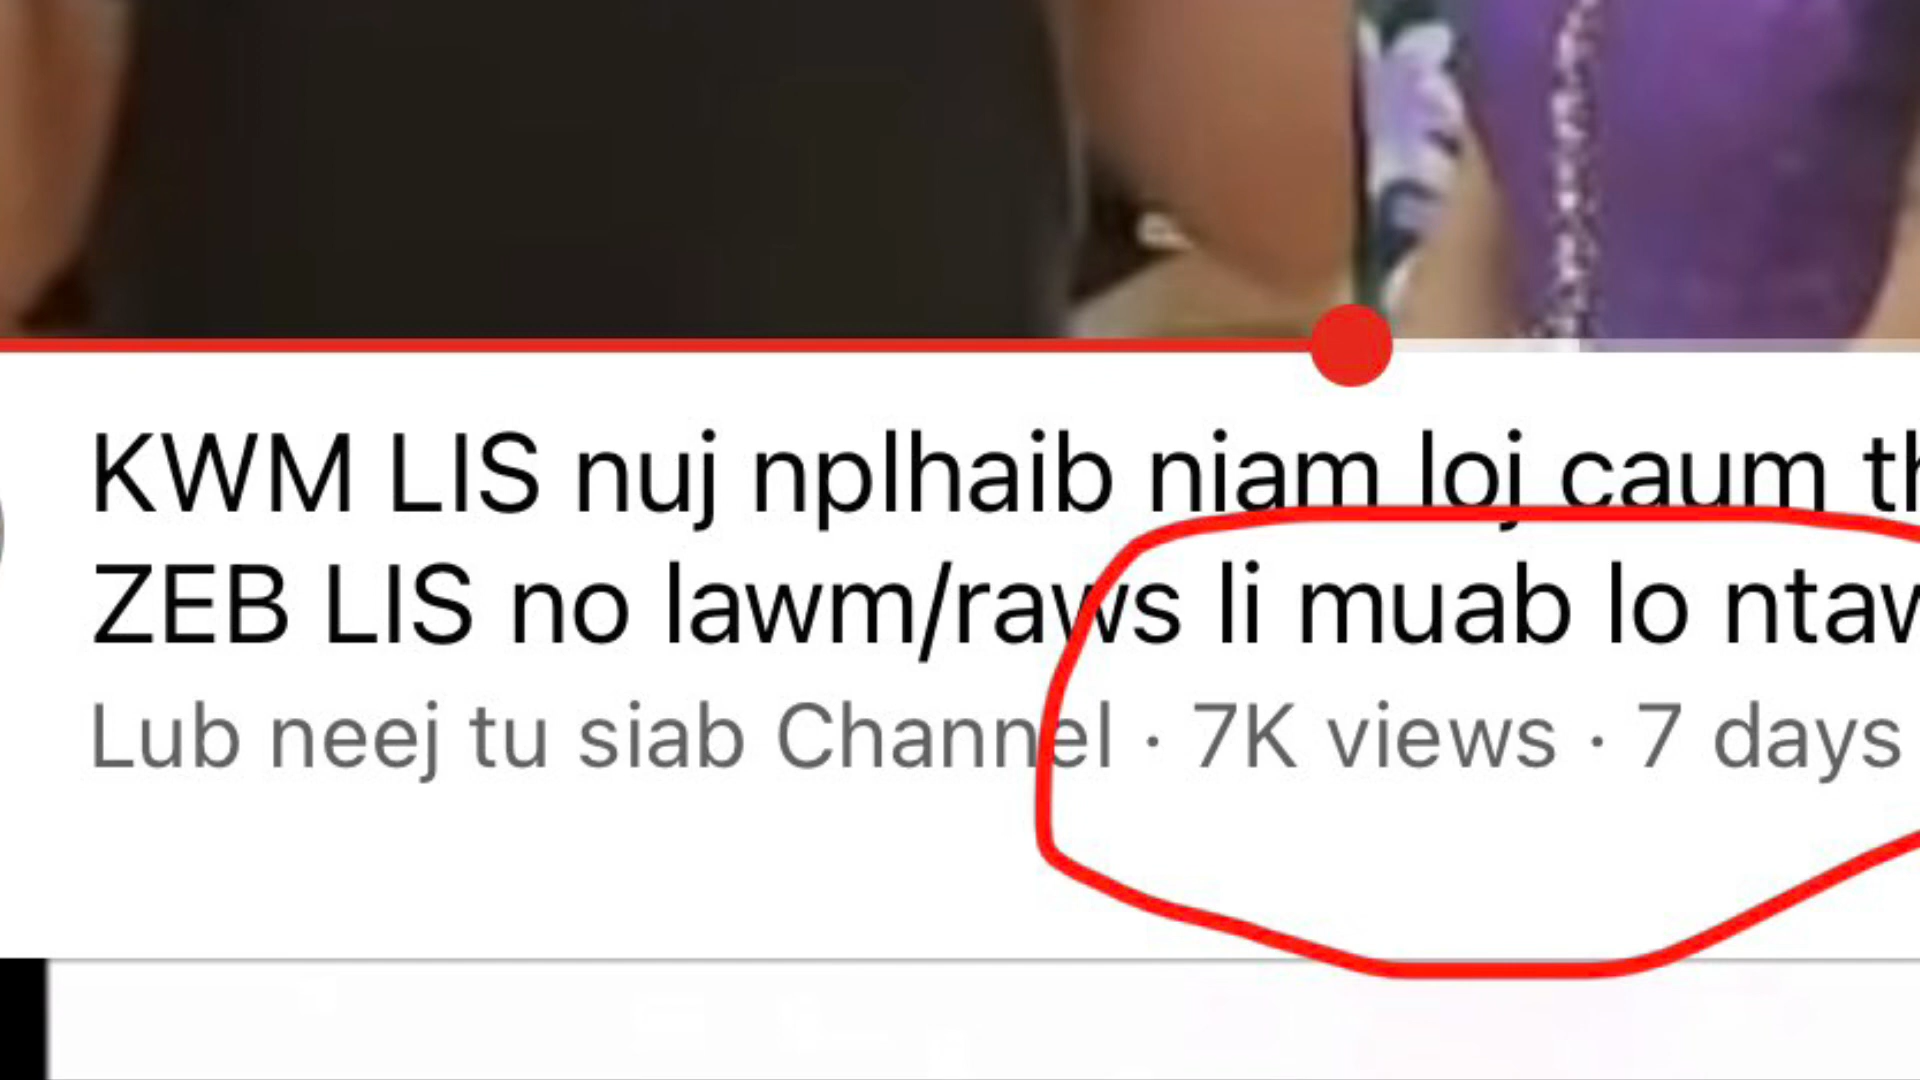 KWM LIS nuj nplhaib niam loj caum
ZEB LIS no lawm/raws li muab lo
Lub neej tu siab Channel · 7K views · 7 days